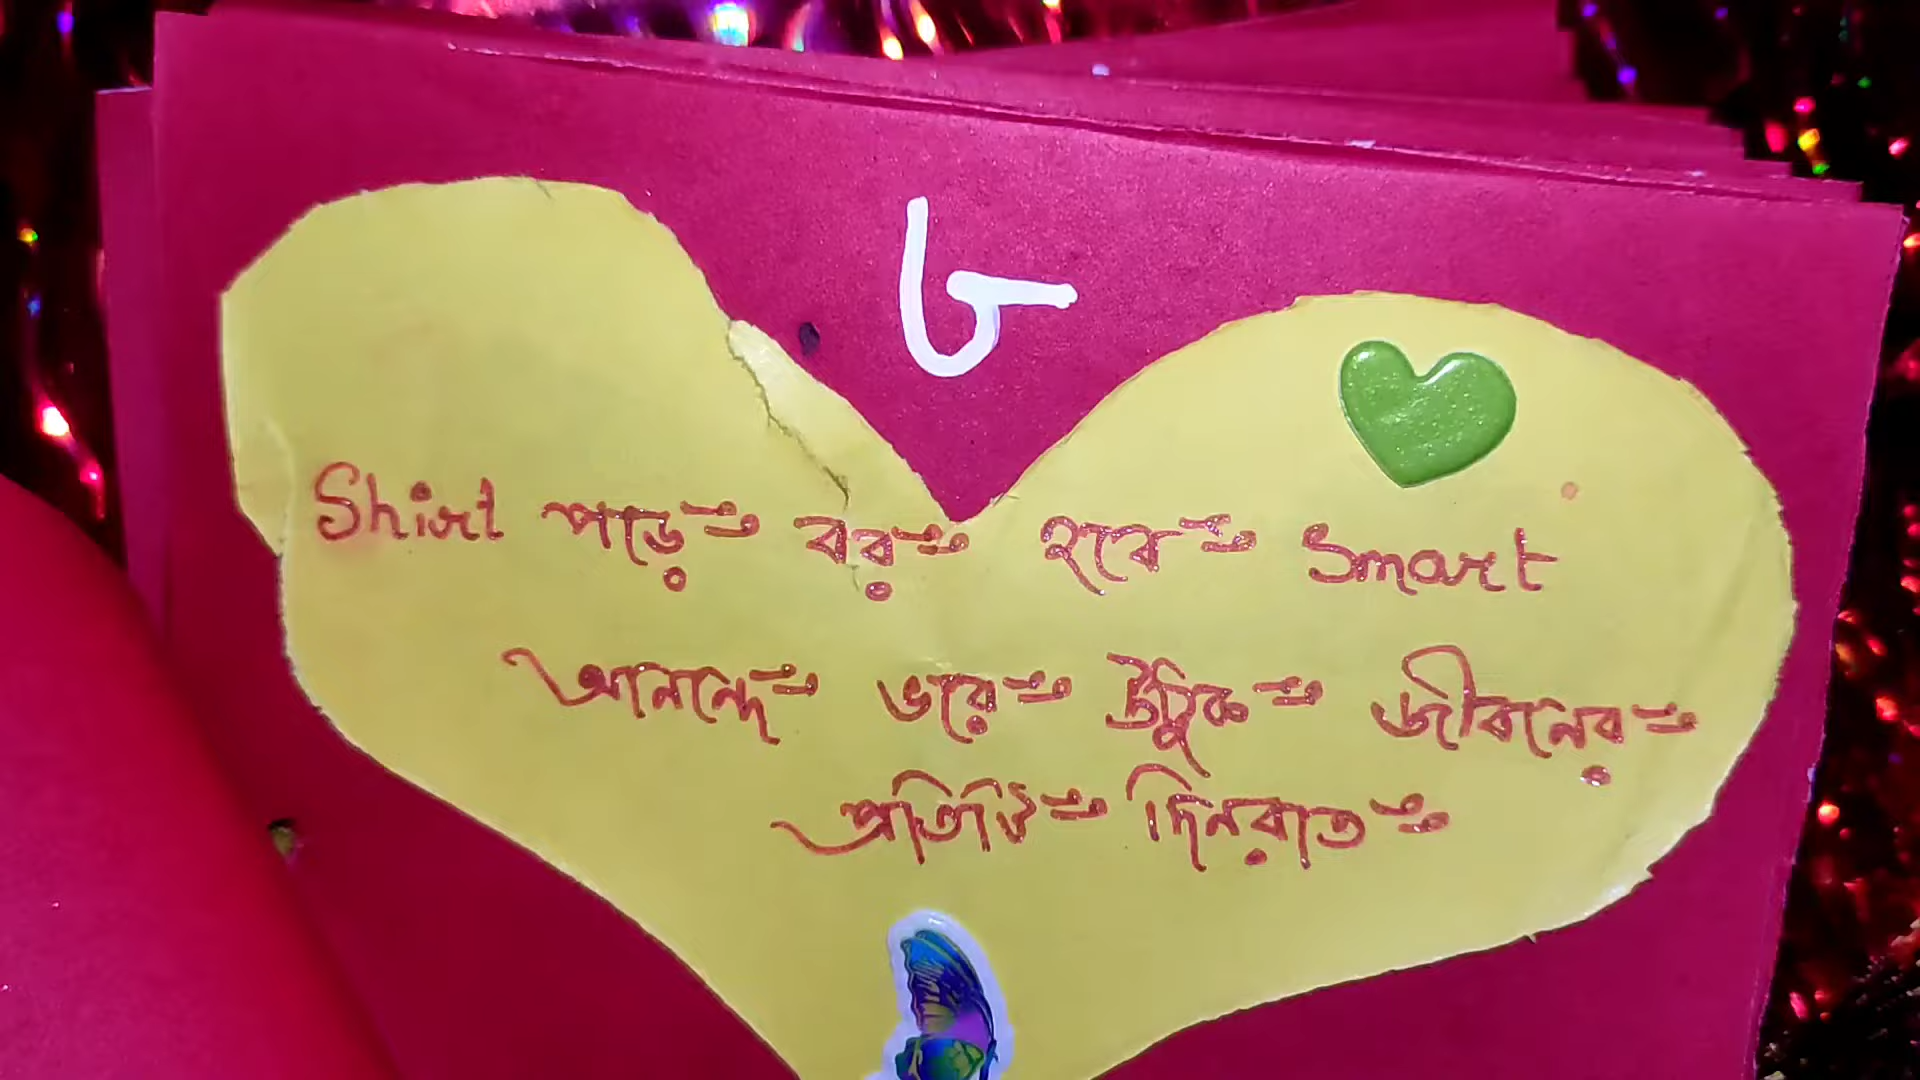 ৮
Shirt পড়ে বর হবে Smart
আনন্দে ভরে উঠুক জীবনের
প্রতিটি দিনরাত